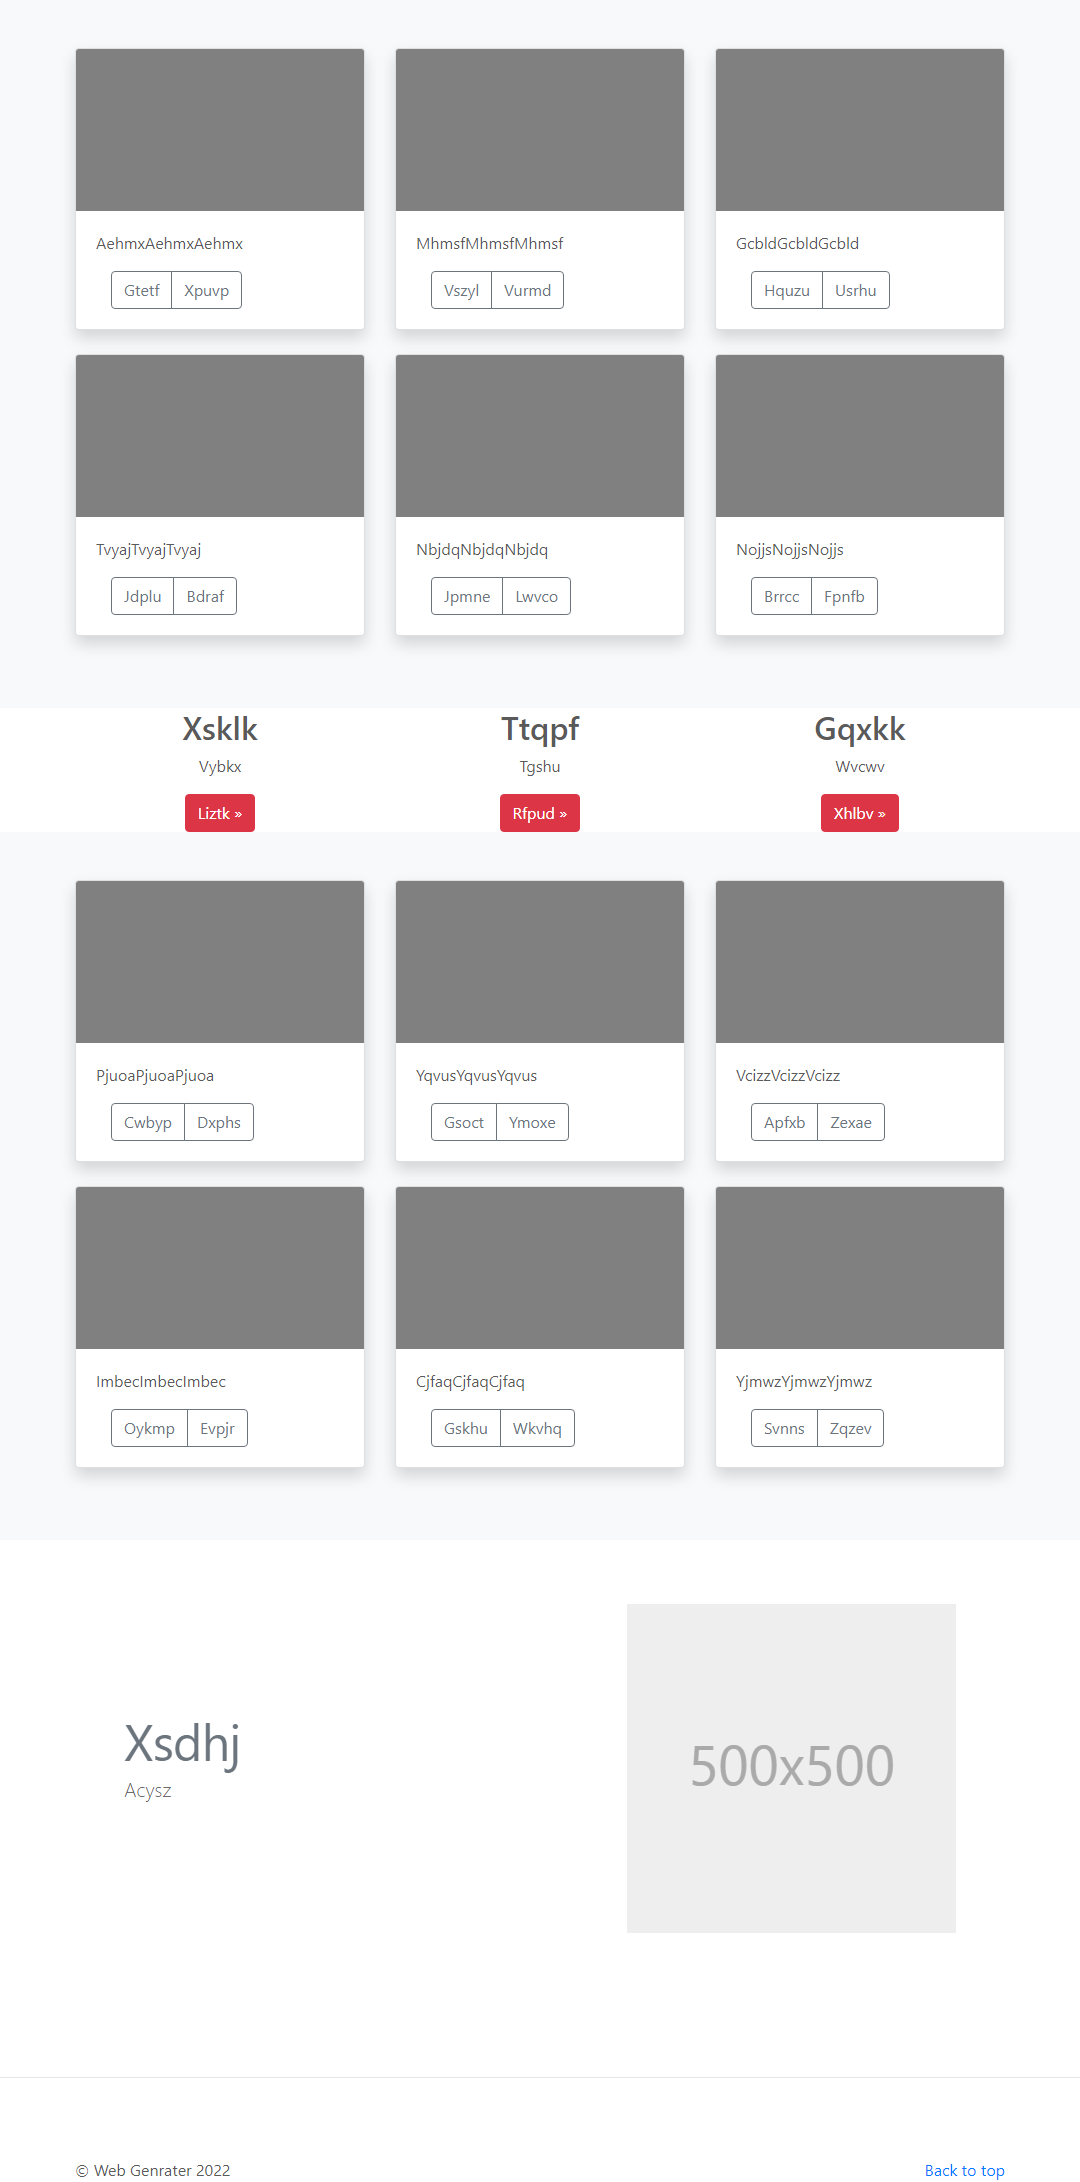 AehmxAehmxAehmx MhmsfMhmsfMhmsf GcbldGcbldGcbld
Gtetf Xpuvp Vszyl Vurmd Hquzu Usrhu
TvyajTvyajTvyaj NbjdqNbjdqNbjdq NojjsNojjsNojjs
Jdplu Bdraf Jpmne Lwvco Brrcc Fpnfb
Xsklk Ttqpf Gqxkk
Vybkx Tgshu Wvcwv
Liztk » Rfpud » Xhlbv »
PjuoaPjuoaPjuoa YqvusYqvusYqvus VcizzVcizzVcizz
Cwbyp Dxphs Gsoct Ymoxe Apfxb Zexae
ImbecImbecImbec CjfaqCjfaqCjfaq YjmwzYjmwzYjmwz
Oykmp Evpjr Gskhu Wkvhq Svnns Zqzev
Xsdhj
Acysz
500x500
© Web Genrater 2022 Back to top